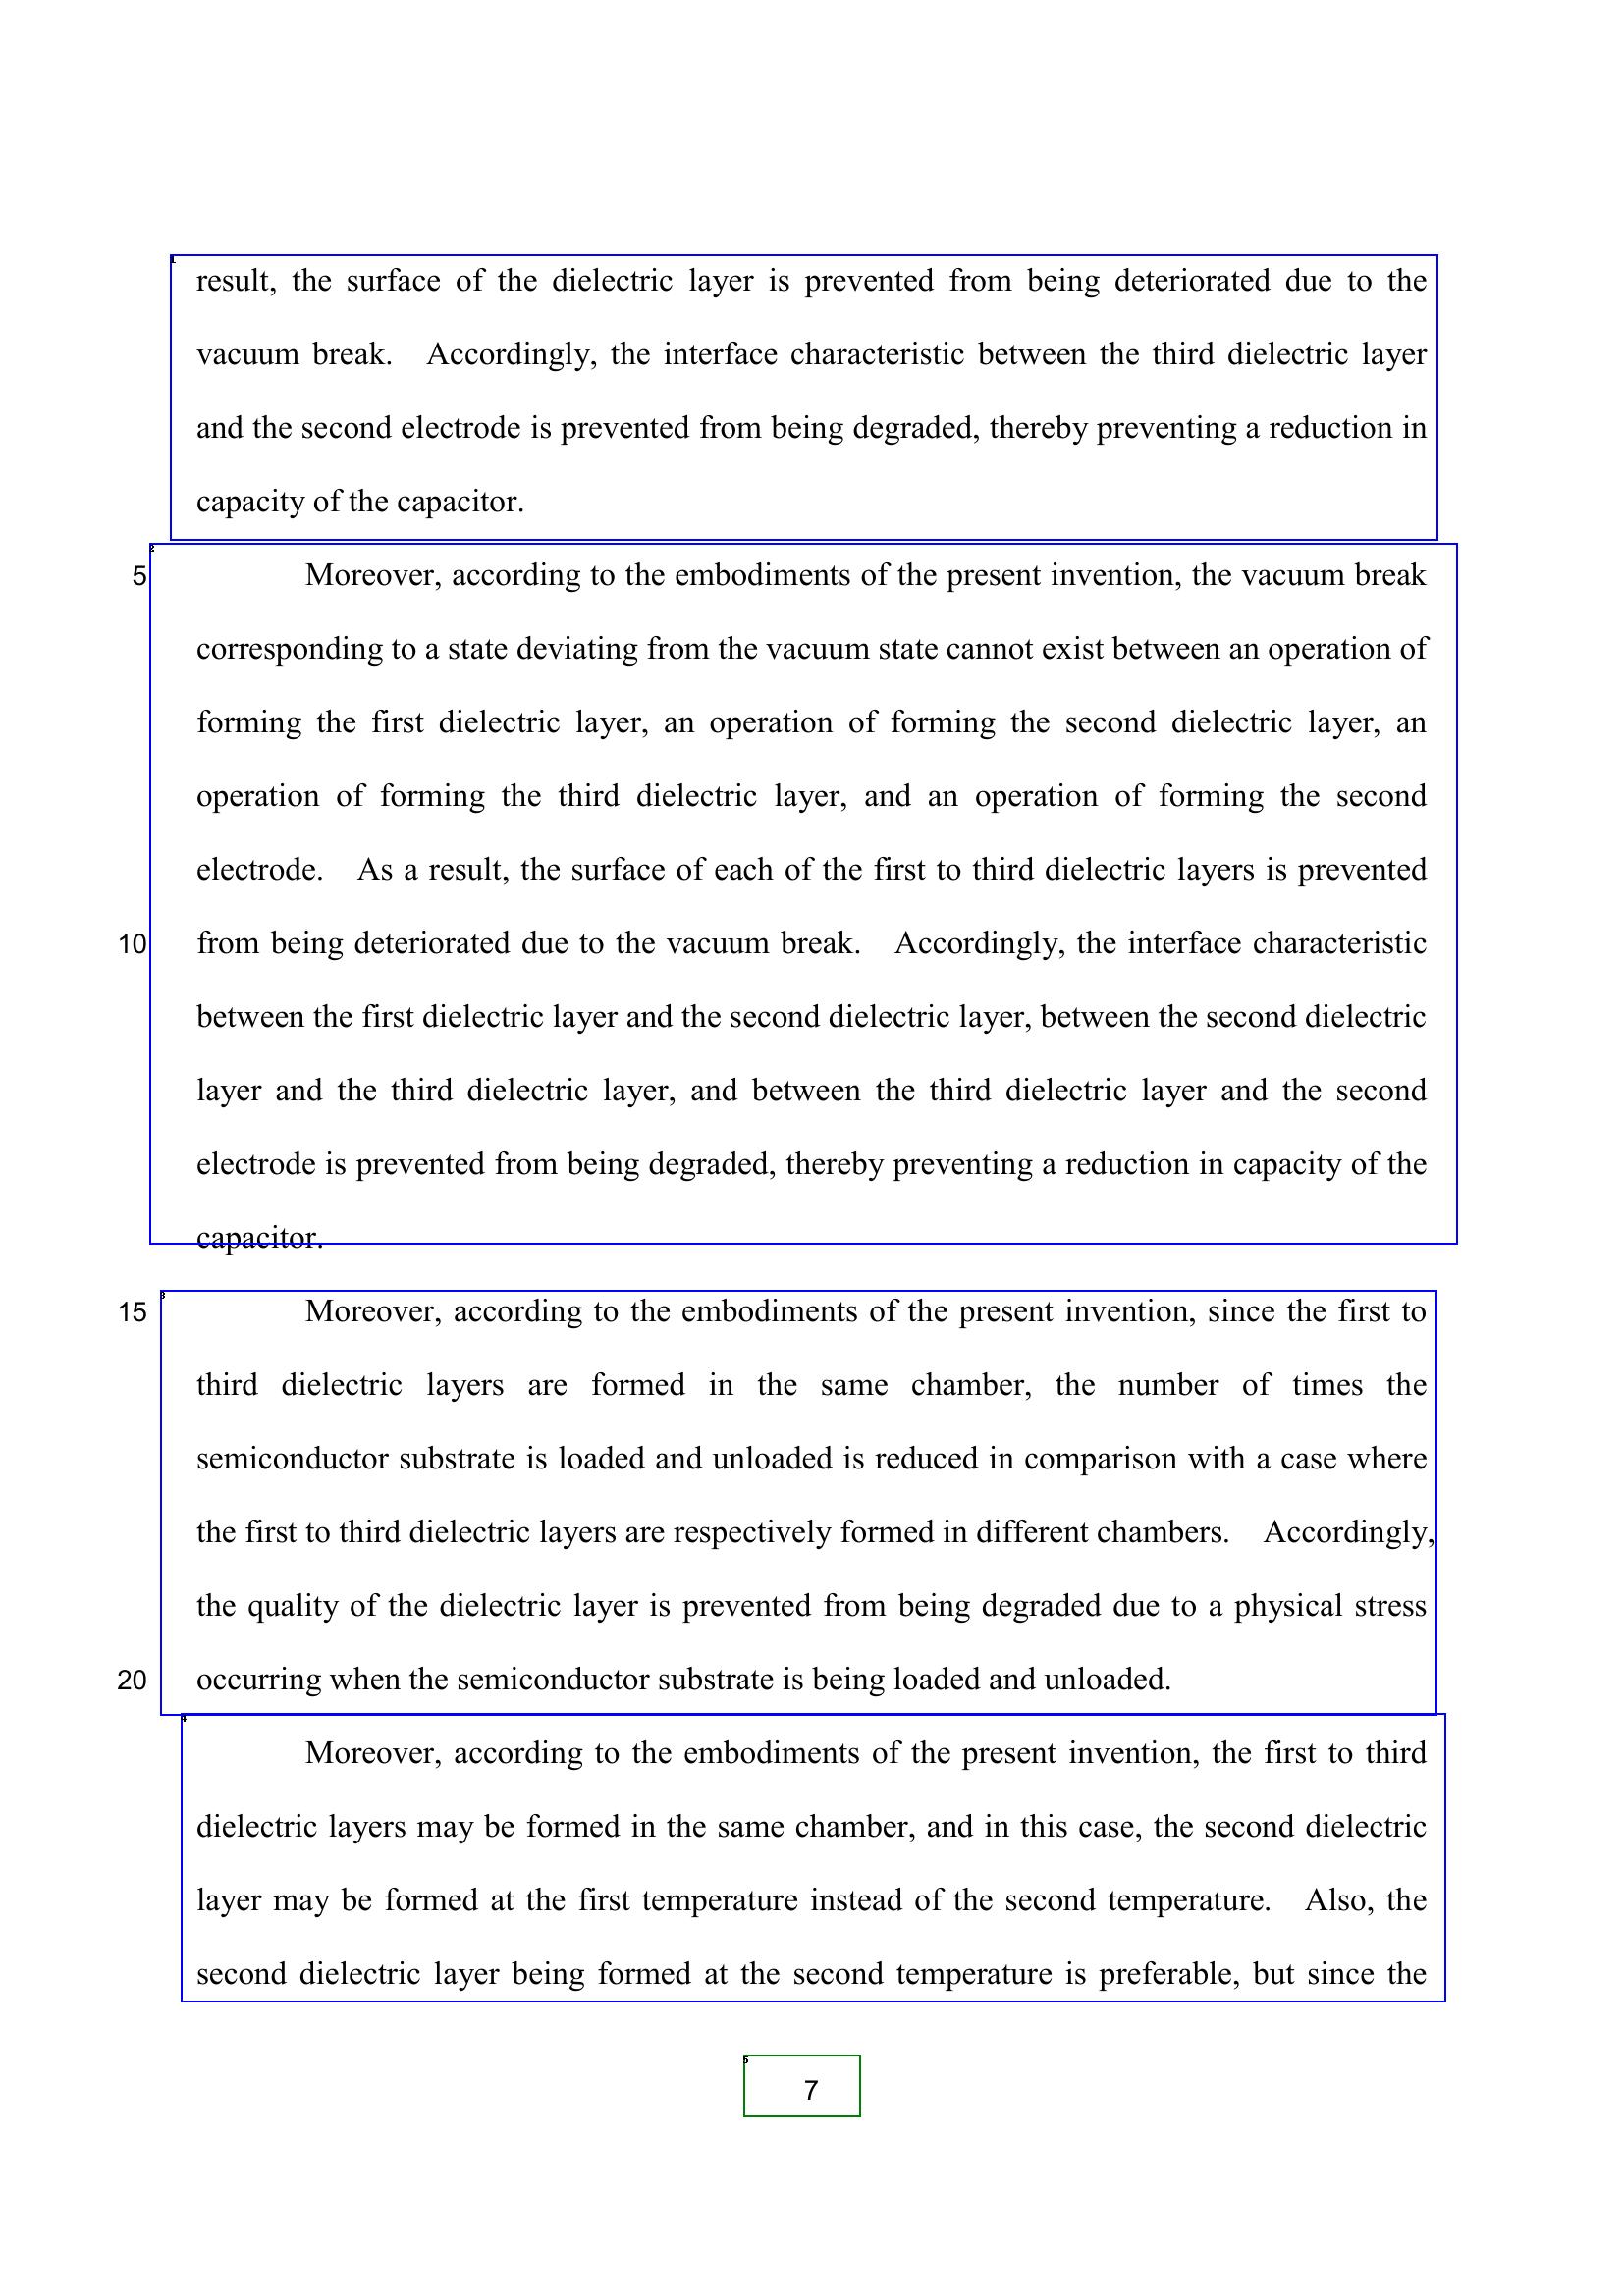 1
result, the surface of the dielectric layer is prevented from being deteriorated due to the
vacuum break. Accordingly, the interface characteristic between the third dielectric layer
and the second electrode is prevented from being degraded, thereby preventing a reduction in
capacity of the capacitor.
2
5 Moreover, according to the embodiments of the present invention, the vacuum break
corresponding to a state deviating from the vacuum state cannot exist between an operation of
forming the first dielectric layer, an operation of forming the second dielectric layer, an
operation of forming the third dielectric layer, and an operation of forming the second
electrode. As a result, the surface of each of the first to third dielectric layers is prevented
10 from being deteriorated due to the vacuum break. Accordingly, the interface characteristic
between the first dielectric layer and the second dielectric layer, between the second dielectric
layer and the third dielectric layer, and between the third dielectric layer and the second
electrode is prevented from being degraded, thereby preventing a reduction in capacity of the
capacitor.
3
15 Moreover, according to the embodiments of the present invention, since the first to
third dielectric layers are formed in the same chamber, the number of times the
semiconductor substrate is loaded and unloaded is reduced in comparison with a case where
the first to third dielectric layers are respectively formed in different chambers. Accordingly,
the quality of the dielectric layer is prevented from being degraded due to a physical stress
20 occurring when the semiconductor substrate is being loaded and unloaded.
4
Moreover, according to the embodiments of the present invention, the first to third
dielectric layers may be formed in the same chamber, and in this case, the second dielectric
layer may be formed at the first temperature instead of the second temperature. Also, the
second dielectric layer being formed at the second temperature is preferable, but since the
5
7